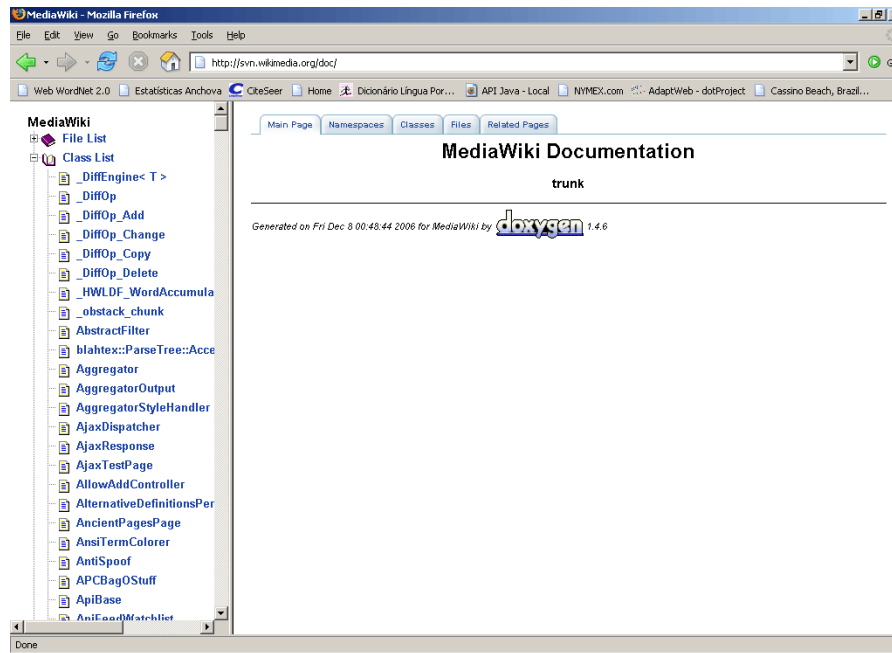 MediaWiki - Mozilla Firefox
File Edit View Go Bookmarks Tools Help
http://svn.wikimedia.org/doc/ G
Web WordNet 2.0 Estatísticas Anchova CiteSeer Home Dicionário Língua Por... API Java - Local NYMEX.com AdaptWeb - dotProject Cassino Beach, Brazil...
MediaWiki
File List
Class List
_DiffEngine< T >
_DiffOp
_DiffOp_Add
_DiffOp_Change
_DiffOp_Copy
_DiffOp_Delete
_HWLDF_WordAccumula
_obstack_chunk
AbstractFilter
blahtex::ParseTree::Acce
Aggregator
AggregatorOutput
AggregatorStyleHandler
AjaxDispatcher
AjaxResponse
AjaxTestPage
AllowAddController
AlternativeDefinitionsPer
AncientPagesPage
AnsiTermColorer
AntiSpoof
APCBagOStuff
ApiBase
ApiFeedWatchlist
Main Page Namespaces Classes Files Related Pages
MediaWiki Documentation
trunk
Generated on Fri Dec 8 00:48:44 2006 for MediaWiki by doxygen 1.4.6
Done